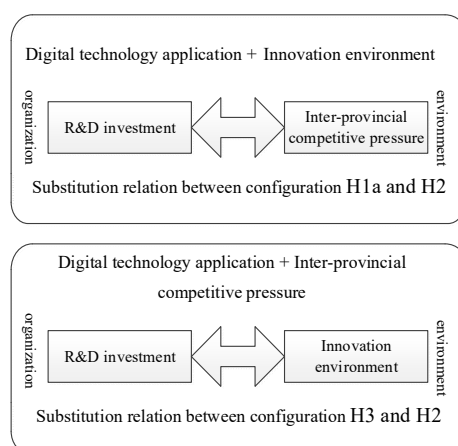 Digital technology application + Innovation environment
organization
R&D investment
Inter-provincial
competitive pressure
environment
Substitution relation between configuration H1a and H2
Digital technology application + Inter-provincial
competitive pressure
organization
R&D investment
Innovation
environment
environment
Substitution relation between configuration H3 and H2